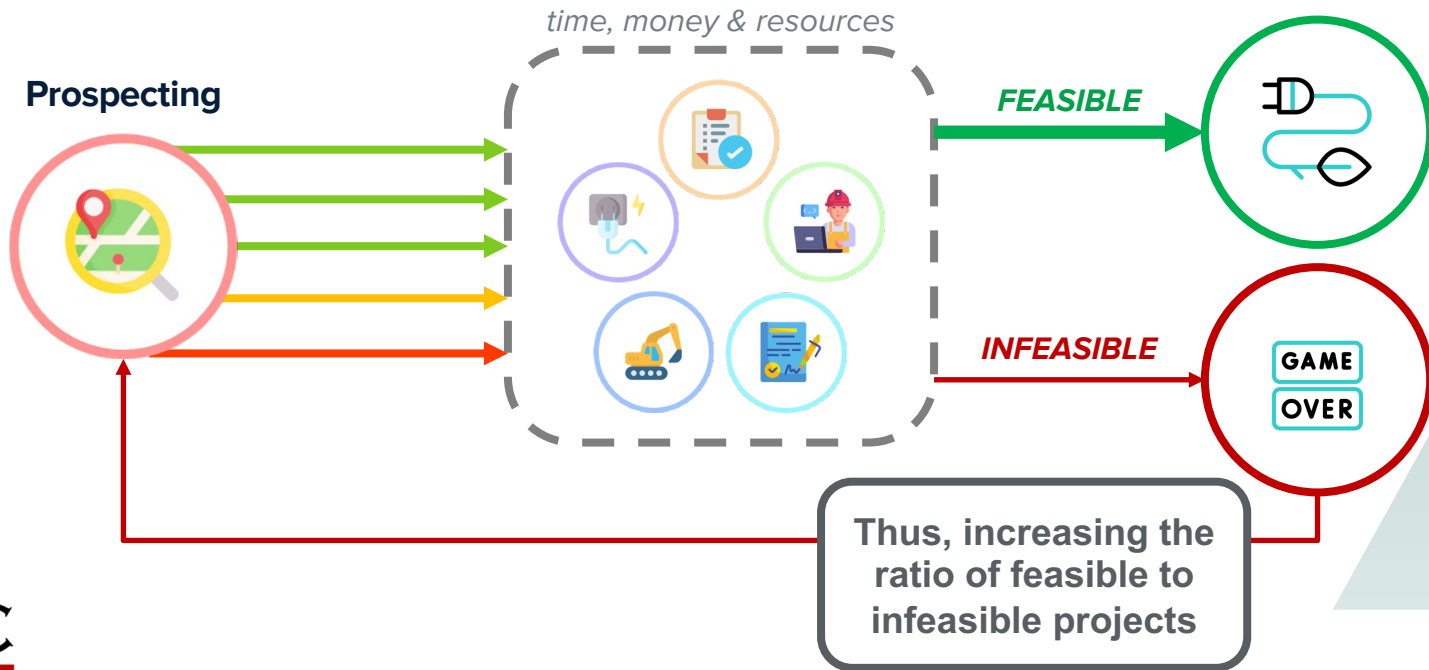 time, money & resources
Prospecting
FEASIBLE
INFEASIBLE
GAME
OVER
Thus, increasing the
ratio of feasible to
infeasible projects